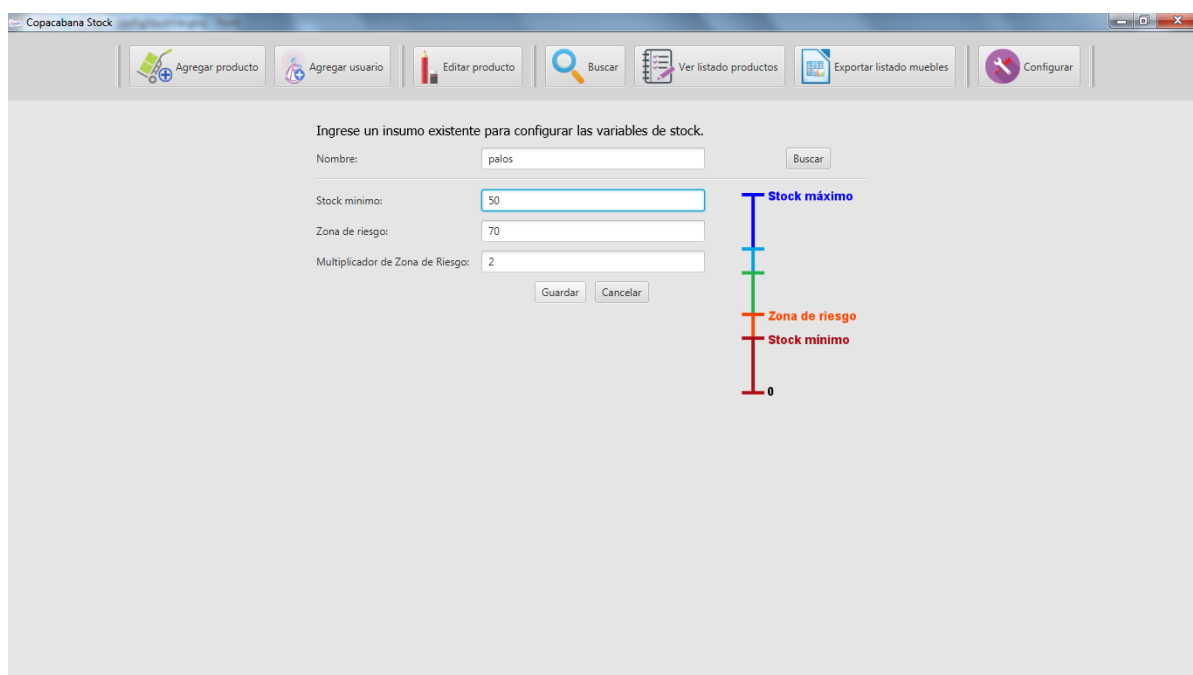 Copacabana Stock
Agregar producto Agregar usuario Editar producto Buscar Ver listado productos Exportar listado muebles Configurar
Ingrese un insumo existente para configurar las variables de stock.
Nombre: palos Buscar
Stock minimo: 50
Zona de riesgo: 70
Multiplicador de Zona de Riesgo: 2
Guardar Cancelar
Stock máximo
Zona de riesgo
Stock mínimo
0